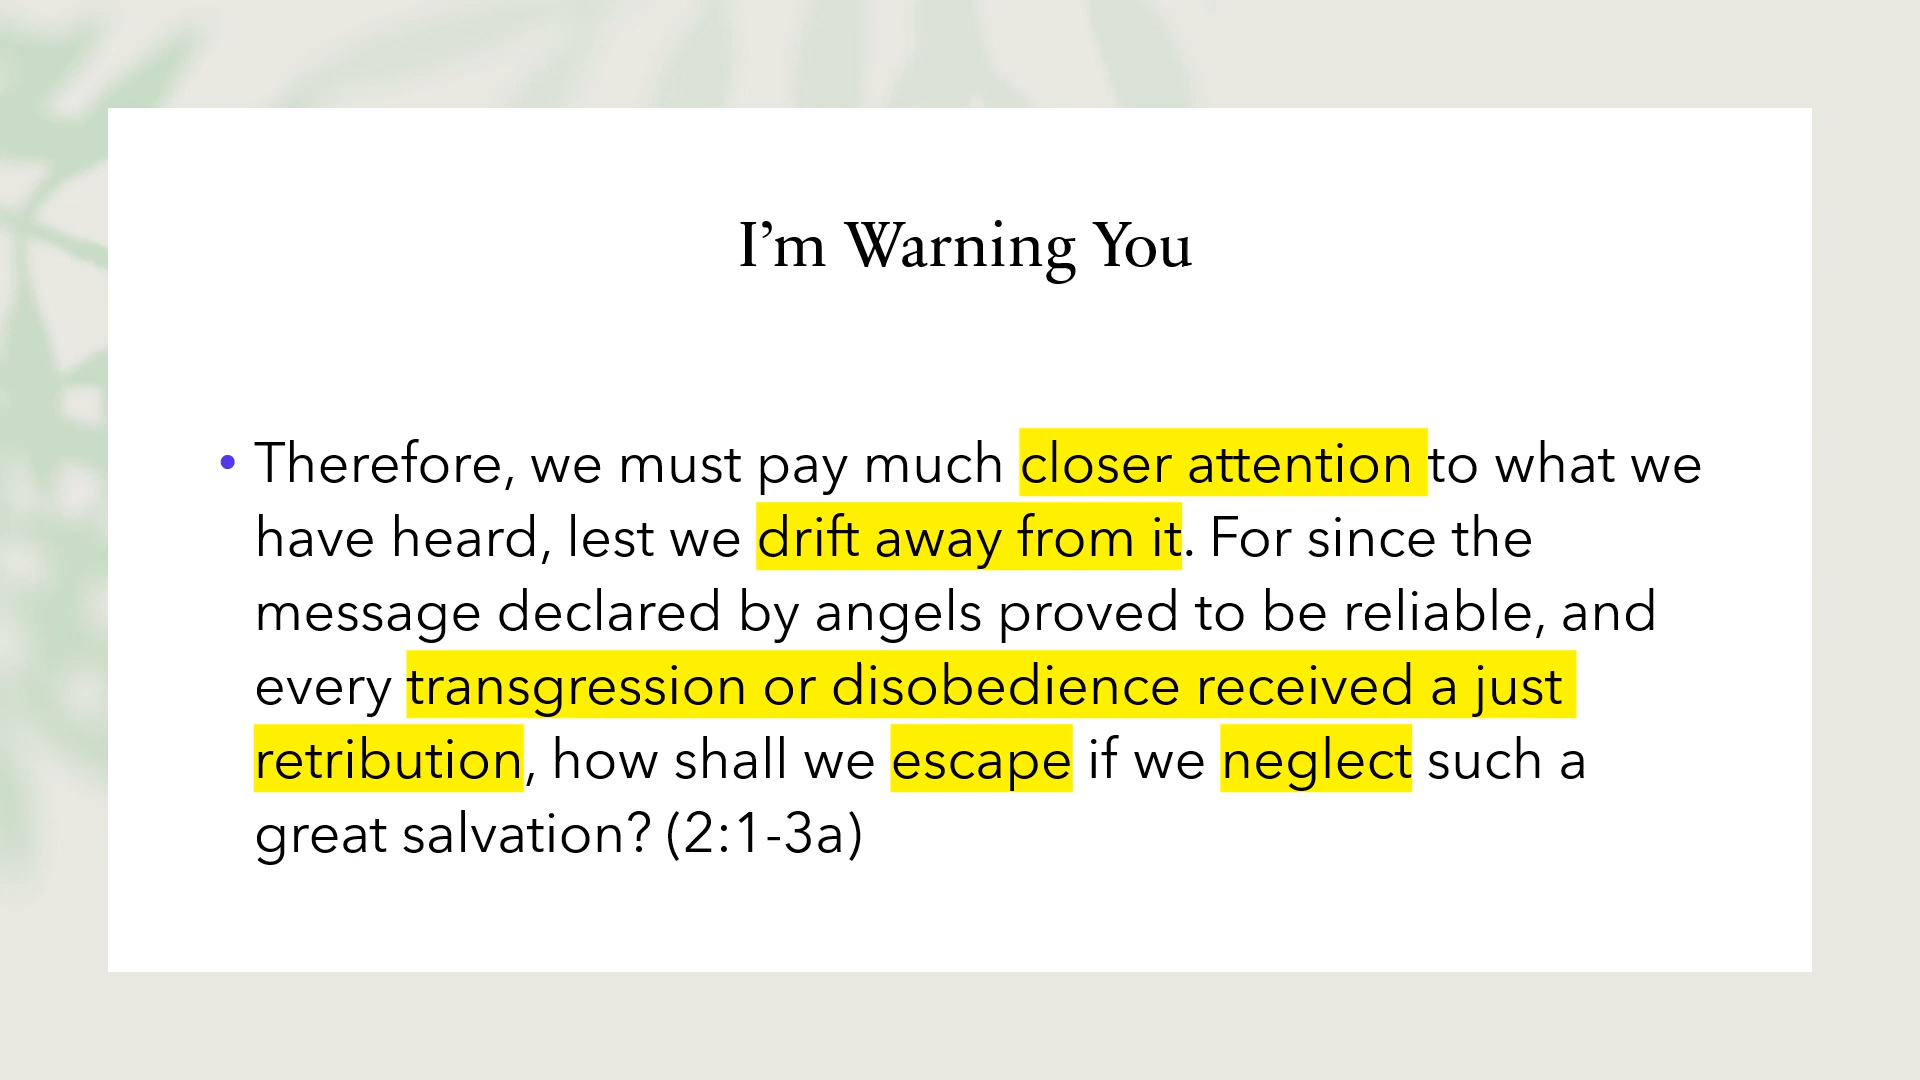 I’m Warning You
• Therefore, we must pay much closer attention to what we
have heard, lest we drift away from it. For since the
message declared by angels proved to be reliable, and
every transgression or disobedience received a just
retribution, how shall we escape if we neglect such a
great salvation? (2:1-3a)